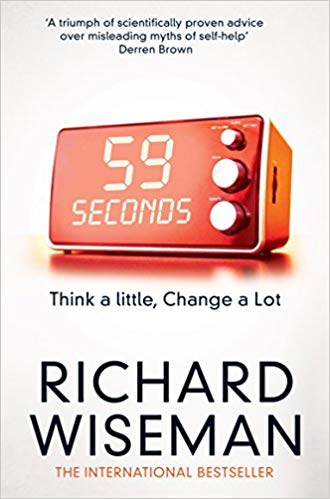 ‘A triumph of scientifically proven advice
over misleading myths of self-help’
Derren Brown
59
SECONDS
Think a little, Change a Lot
RICHARD
WISEMAN
THE INTERNATIONAL BESTSELLER